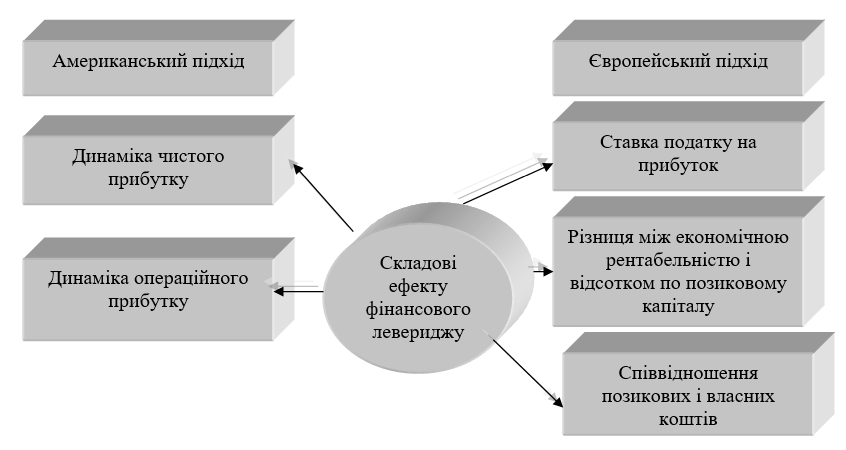 Американський підхід
Динаміка чистого
прибутку
Динаміка операційного
прибутку
Складові
ефекту
фінансового
левериджу
Європейський підхід
Ставка податку на
прибуток
Різниця між економічною
рентабельністю і
відсотком по позиковому
капіталу
Співвідношення
позикових і власних
коштів